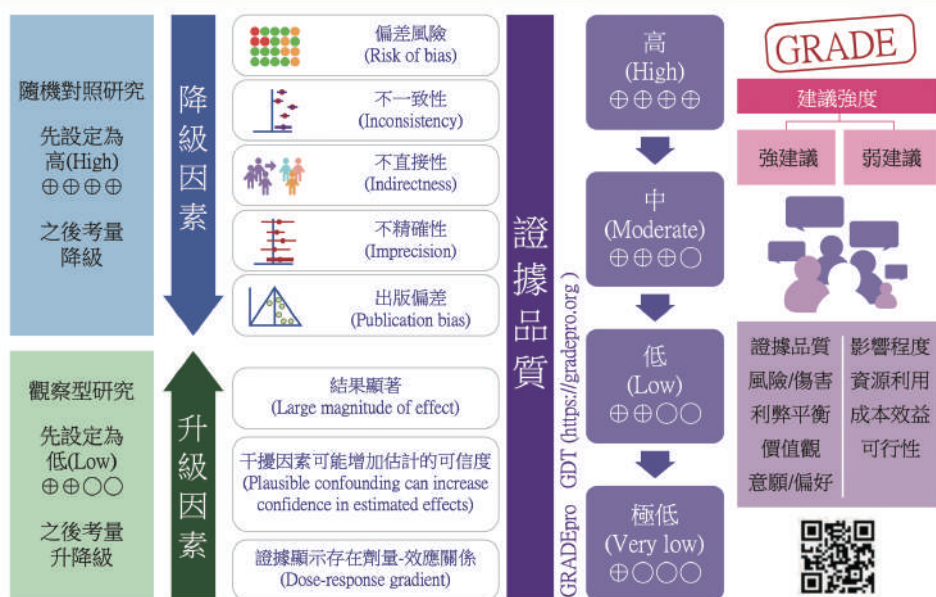 隨機對照研究
先設定為
高(High)
⊕⊕⊕⊕
之後考量
降級
觀察型研究
先設定為
低(Low)
⊕⊕○○
之後考量
升降級
降級因素
升級因素
偏差風險
(Risk of bias)
不一致性
(Inconsistency)
不直接性
(Indirectness)
不精確性
(Imprecision)
出版偏差
(Publication bias)
結果顯著
(Large magnitude of effect)
干擾因素可能增加估計的可信度
(Plausible confounding can increase
confidence in estimated effects)
證據顯示存在劑量-效應關係
(Dose-response gradient)
證據品質
GRADEpro GDT (https://gradepro.org )
高
(High)
⊕⊕⊕⊕
中
(Moderate)
⊕⊕⊕○
低
(Low)
⊕⊕○○
極低
(Very low)
⊕○○○
GRADE
建議強度
強建議
弱建議
證據品質
風險/傷害
利弊平衡
價值觀
意願/偏好
影響程度
資源利用
成本效益
可行性